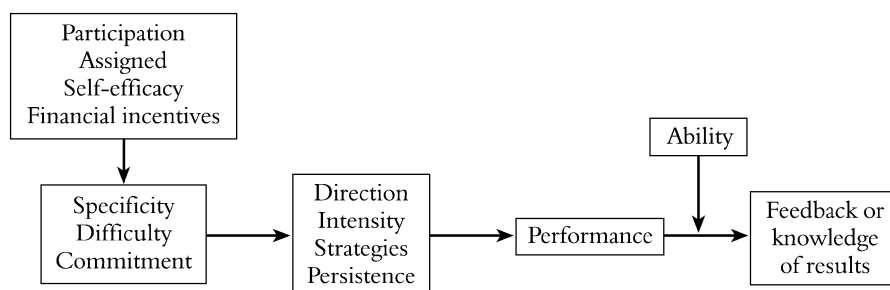 Participation
Assigned
Self-efficacy
Financial incentives
Specificity
Difficulty
Commitment
Direction
Intensity
Strategies
Persistence
Performance
Ability
Feedback or
knowledge
of results